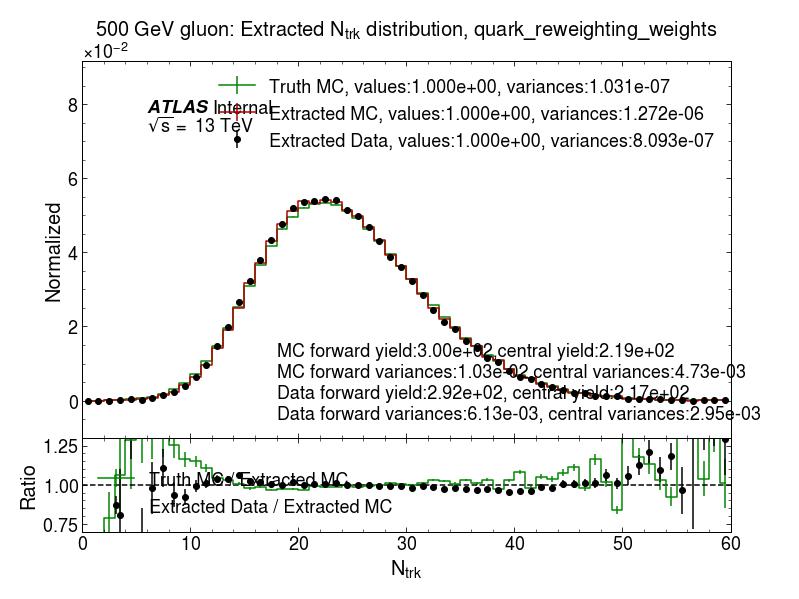 500 GeV gluon: Extracted Ntrk distribution, quark_reweighting_weights
×10−2
Truth MC, values:1.000e+00, variances:1.031e-07
ATLAS Internal
Extracted MC, values:1.000e+00, variances:1.272e-06
√s = 13 TeV
Extracted Data, values:1.000e+00, variances:8.093e-07
8
6
4
2
0
Normalized
MC forward yield:3.00e+02 central yield:2.19e+02
MC forward variances:1.03e-02 central variances:4.73e-03
Data forward yield:2.92e+02, central yield:2.17e+02
Data forward variances:6.13e-03, central variances:2.95e-03
1.25
1.00
0.75
Ratio
Truth MC / Extracted MC
Extracted Data / Extracted MC
0 10 20 30 40 50 60
Ntrk